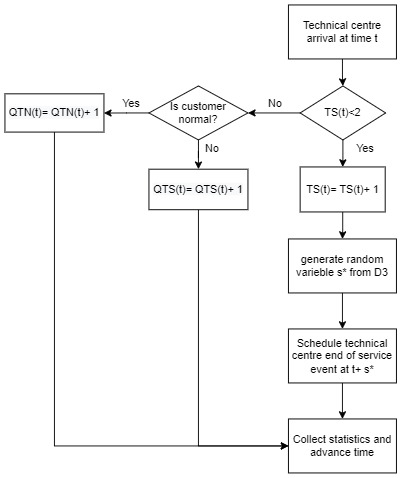 Technical centre
arrival at time t
Is customer
normal?
Yes
No
TS(t)<2
QTN(t)= QTN(t)+ 1
No
Yes
QTS(t)= QTS(t)+ 1
TS(t)= TS(t)+ 1
generate random
varieble s* from D3
Schedule technical
centre end of service
event at t+ s*
Collect statistics and
advance time